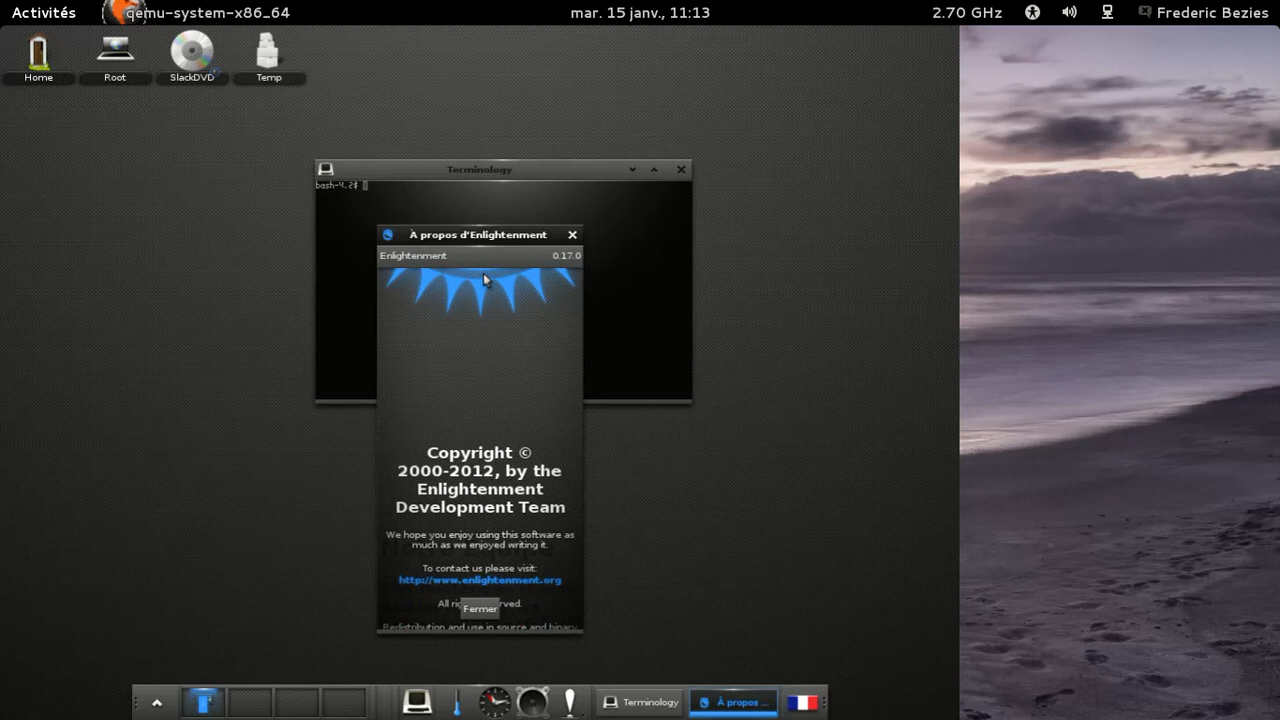 Activités
qemu-system-x86_64
mar. 15 janv., 11:13
2.70 GHz
Frederic Bezies
Home
Root
SlackDVD
Temp
Terminology
bash-4.2$
À propos d'Enlightenment
Enlightenment
0.17.0
Copyright ©
2000-2012, by the
Enlightenment
Development Team
We hope you enjoy using this software as
much as we enjoyed writing it.
To contact us please visit:
http://www.enlightenment.org
Fermer
Redistribution and use in source and binary
Terminology
À propos ...